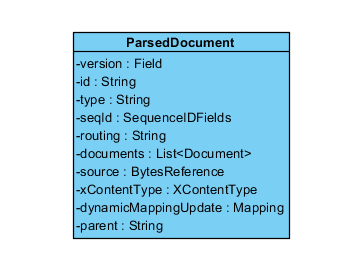 ParsedDocument
-version : Field
-id : String
-type : String
-seqId : SequenceIDFields
-routing : String
-documents : List<Document>
-source : BytesReference
-xContentType : XContentType
-dynamicMappingUpdate : Mapping
-parent : String